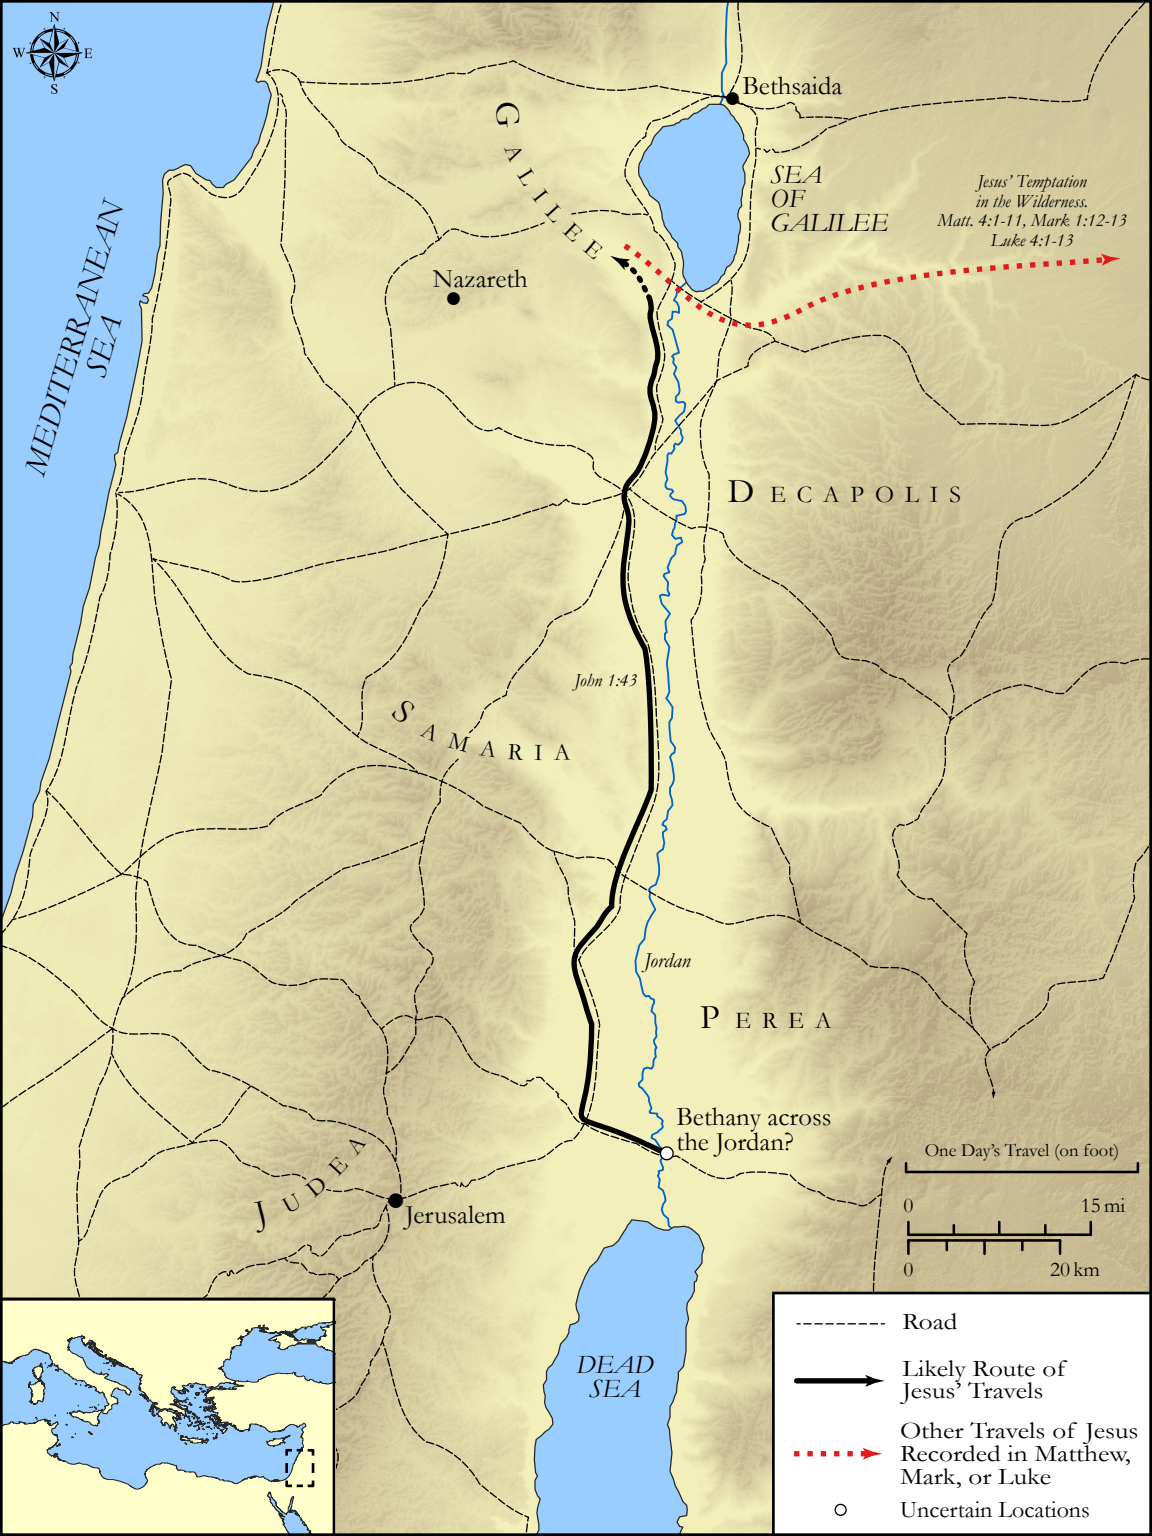 N
W
E
S
Bethsaida
GALILEE
SEA
OF
GALILEE
Jesus' Temptation
in the Wilderness.
Matt. 4:1-11, Mark 1:12-13
Luke 4:1-13
MEDITERRANEAN
SEA
Nazareth
DECAPOLIS
John 1:43
SAMARIA
Jordan
PEREA
Bethany across
the Jordan?
JUDEA
Jerusalem
One Day's Travel (on foot)
0 15 mi
0 20 km
DEAD
SEA
Road
Likely Route of
Jesus' Travels
Other Travels of Jesus
Recorded in Matthew,
Mark, or Luke
Uncertain Locations